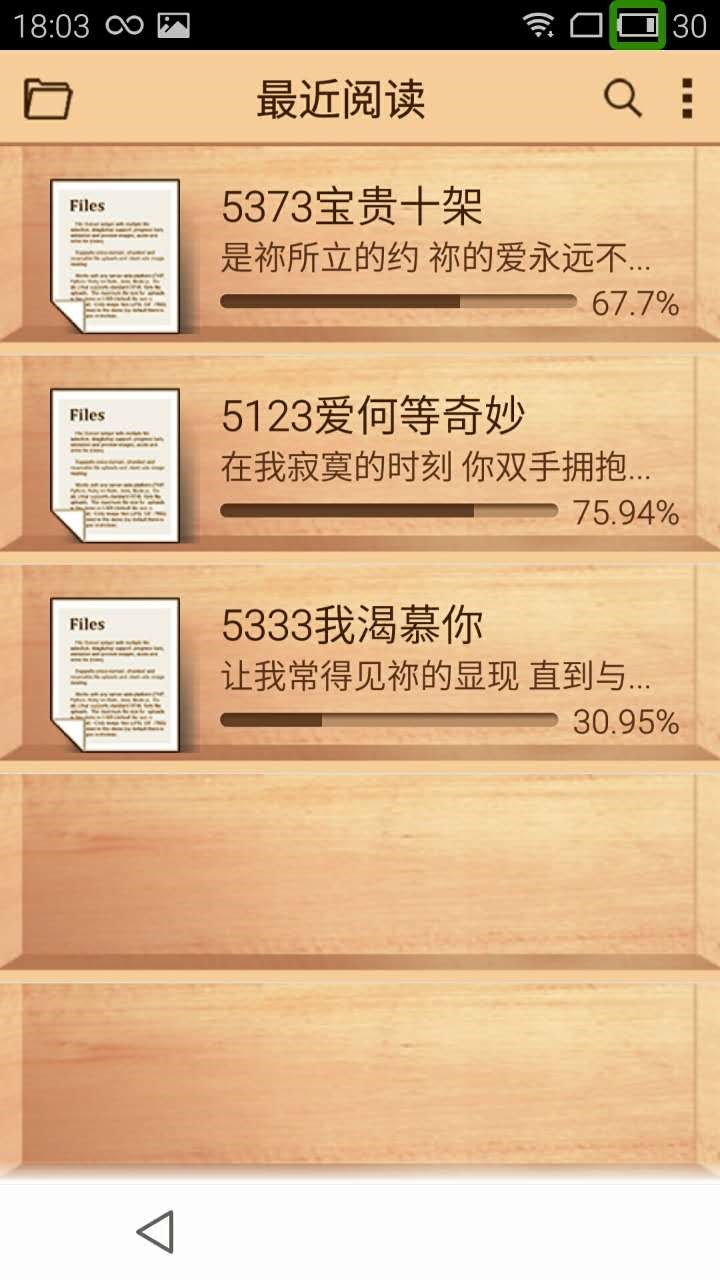 18:03
30
最近阅读
Files
5373宝贵十架
是祢所立的约 祢的爱永远不...
67.7%
Files
5123爱何等奇妙
在我寂寞的时刻 你双手拥抱...
75.94%
Files
5333我渴慕你
让我常得见祢的显现 直到与...
30.95%